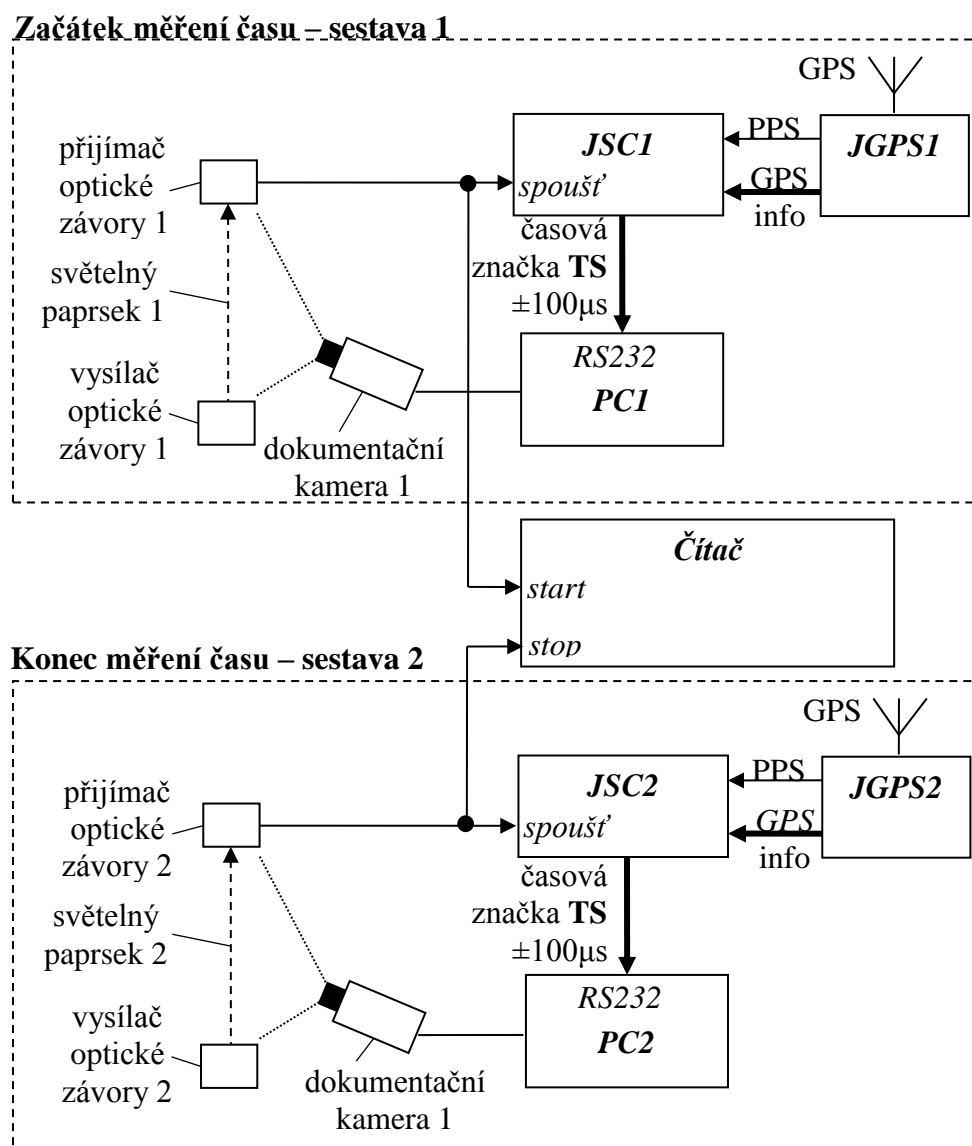 Začátek měření času – sestava 1
GPS
přijímač
optické
závory 1
JSC1
spoušť
PPS
GPS
info
JGPS1
časová
značka TS
±100μs
světelný
paprsek 1
RS232
PC1
vysílač
optické
závory 1
dokumentační
kamera 1
Čítač
start
stop
Konec měření času – sestava 2
GPS
přijímač
optické
závory 2
JSC2
spoušť
PPS
GPS
info
JGPS2
časová
značka TS
±100μs
světelný
paprsek 2
RS232
PC2
vysílač
optické
závory 2
dokumentační
kamera 1